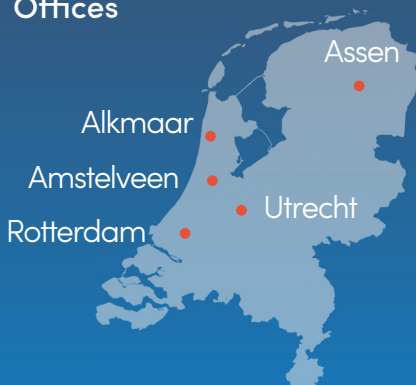 Offices
Assen
Alkmaar
Amstelveen
Utrecht
Rotterdam